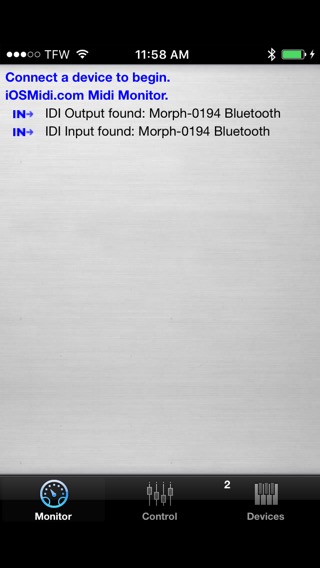 TFW 11:58 AM
Connect a device to begin.
iOSMidi.com Midi Monitor.
IN→ IDI Output found: Morph-0194 Bluetooth
IN→ IDI Input found: Morph-0194 Bluetooth
2
Monitor Control Devices